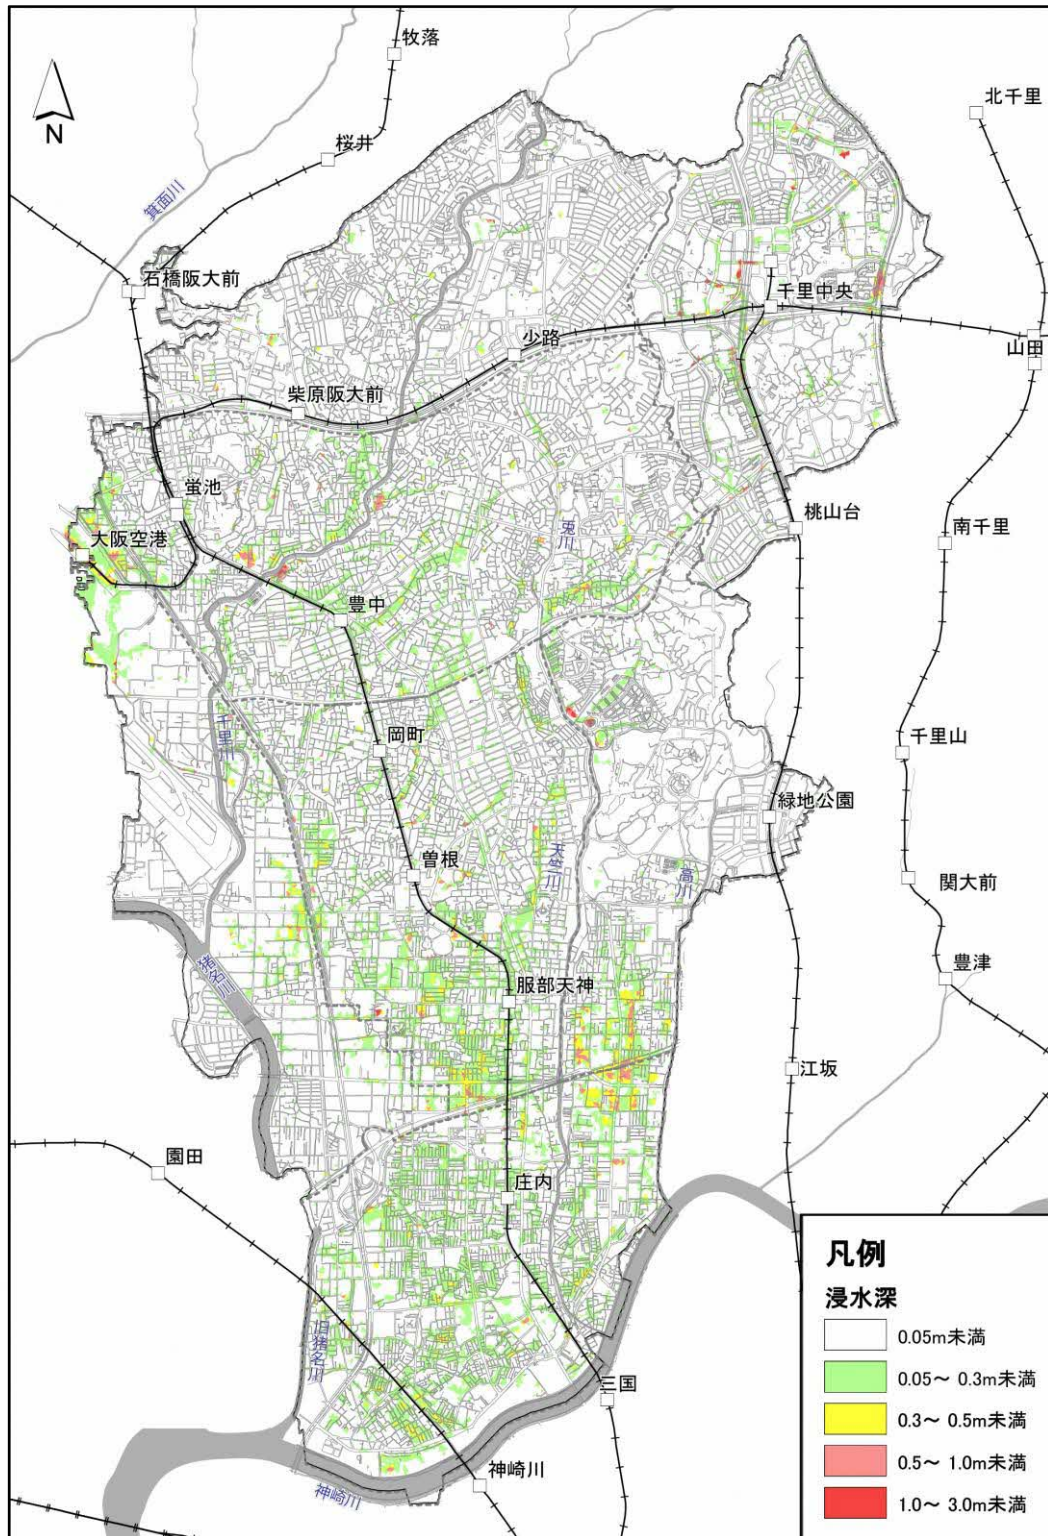 牧落
北千里
桜井
N
箕面川
石橋阪大前
千里中央
少路
山田
柴原阪大前
蛍池
桃山台
大阪空港
南千里
兎川
豊中
千里川
岡町
千里山
緑地公園
曽根
天竺川
高川
関大前
猪名川
服部天神
豊津
江坂
園田
庄内
旧猪名川
三国
神崎川
神崎川
凡例
浸水深
0.05m未満
0.05～ 0.3m未満
0.3～ 0.5m未満
0.5～ 1.0m未満
1.0～ 3.0m未満